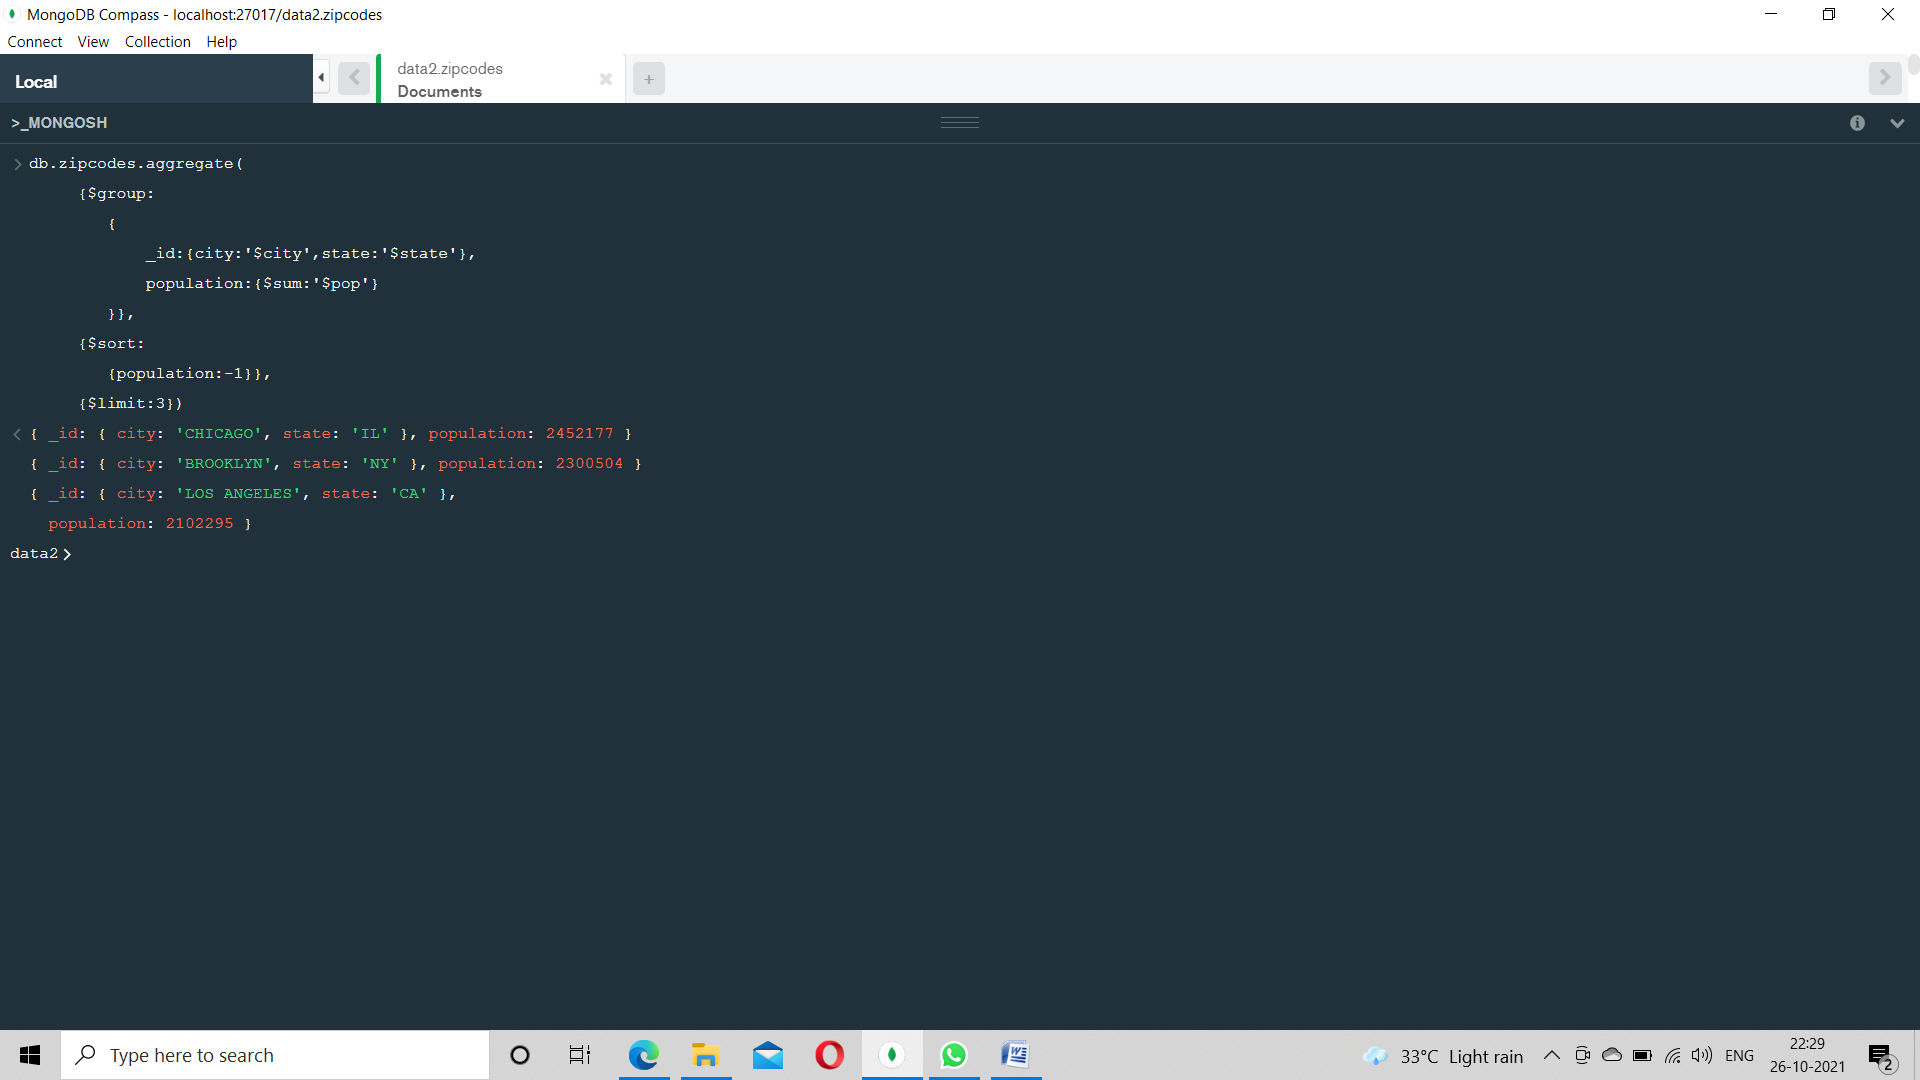 MongoDB Compass - localhost:27017/data2.zipcodes
Connect View Collection Help
Local
data2.zipcodes
Documents
>_MONGOSH
db.zipcodes.aggregate(
{$group:
{
_id:{city:'$city',state:'$state'},
population:{$sum:'$pop'}
}},
{$sort:
{population:-1}},
{$limit:3})
{ _id: { city: 'CHICAGO', state: 'IL' }, population: 2452177 }
{ _id: { city: 'BROOKLYN', state: 'NY' }, population: 2300504 }
{ _id: { city: 'LOS ANGELES', state: 'CA' },
population: 2102295 }
data2>
Type here to search
33°C Light rain
ENG
22:29
26-10-2021
2